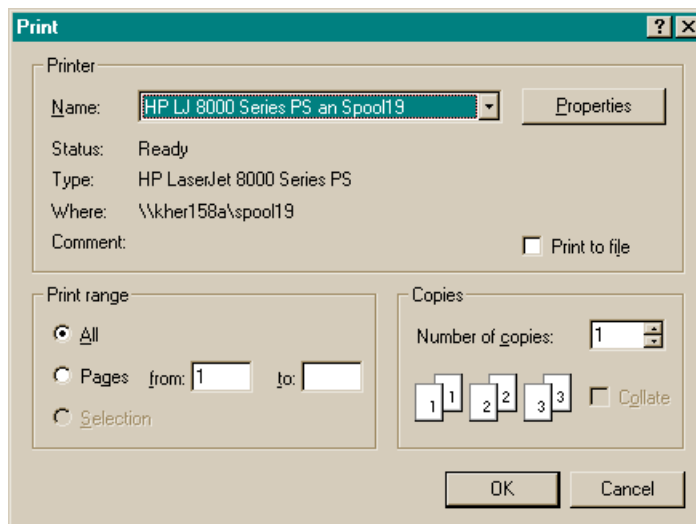 Print
Printer
Name: HP LJ 8000 Series PS an Spool19 Properties
Status: Ready
Type: HP LaserJet 8000 Series PS
Where: \\kher158a\spool19
Comment:
Print to file
Print range
All
Pages from: 1 to:
Selection
Copies
Number of copies: 1
1 1 2 2 3 3 Collate
OK Cancel